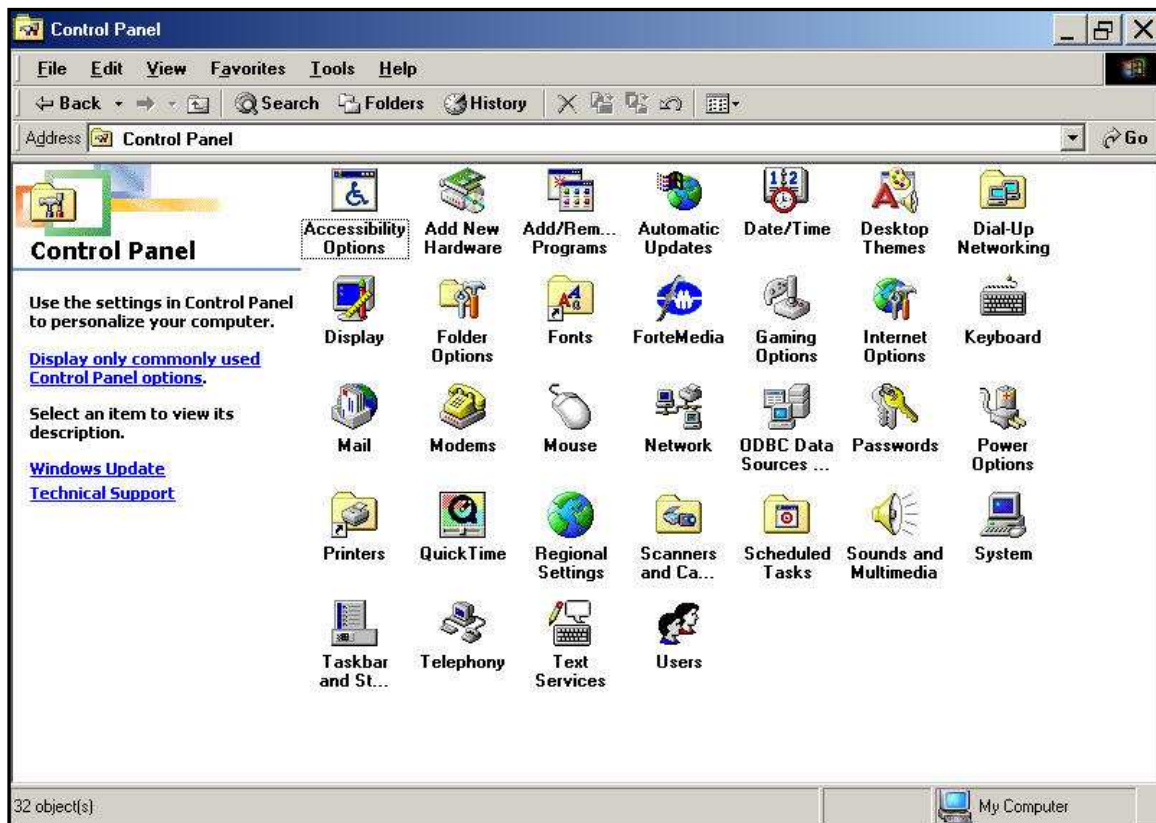 Control Panel
File Edit View Favorites Tools Help
Back Search Folders History
Address Control Panel Go
Control Panel
Use the settings in Control Panel
to personalize your computer.
Display only commonly used
Control Panel options.
Select an item to view its
description.
Windows Update
Technical Support
Accessibility Options
Add New Hardware
Add/Rem... Programs
Automatic Updates
Date/Time
Desktop Themes
Dial-Up Networking
Display
Folder Options
Fonts
ForteMedia
Gaming Options
Internet Options
Keyboard
Mail
Modems
Mouse
Network
ODBC Data Sources ...
Passwords
Power Options
Printers
QuickTime
Regional Settings
Scanners and Ca...
Scheduled Tasks
Sounds and Multimedia
System
Taskbar and St...
Telephony
Text Services
Users
32 object(s) My Computer